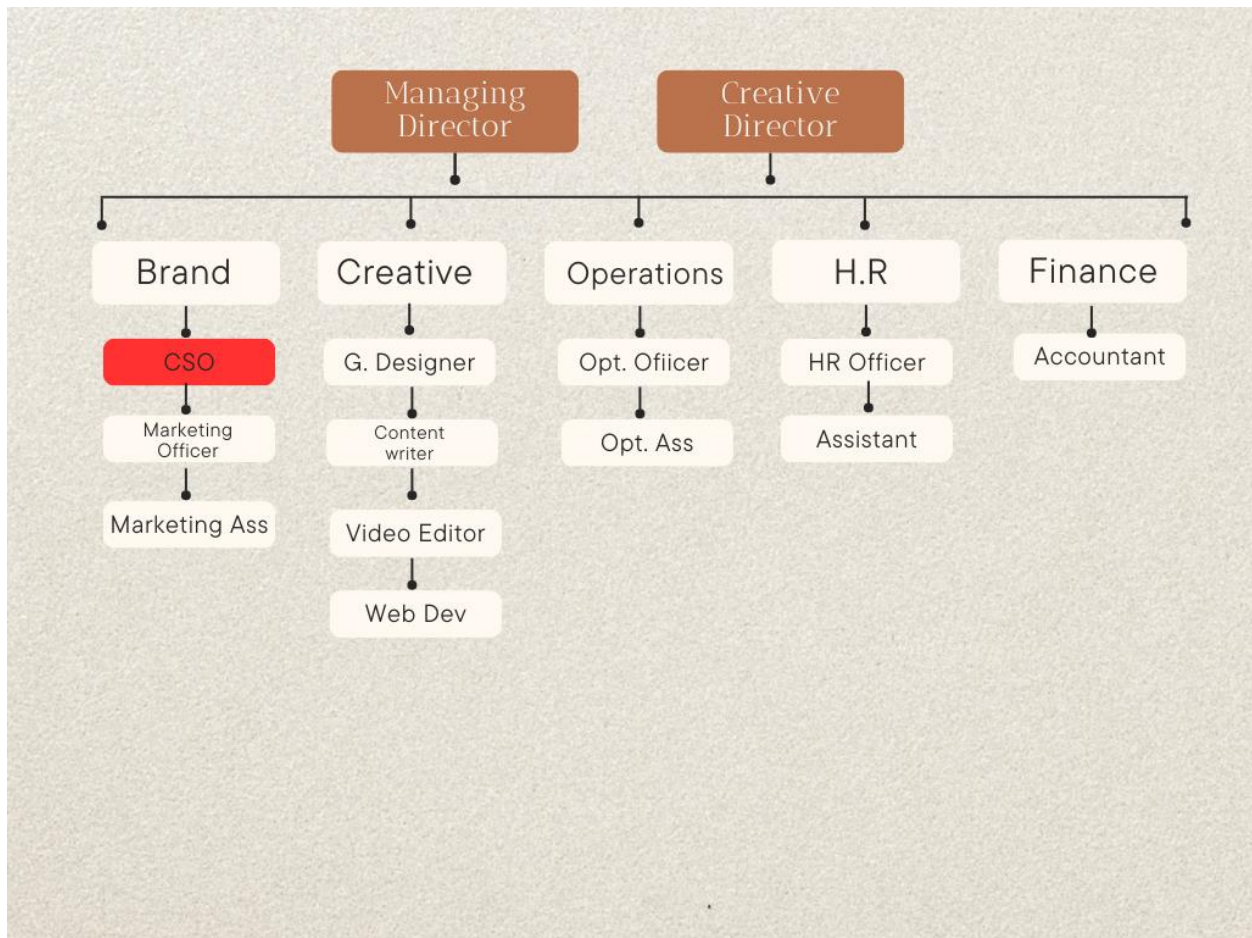 Managing
Director
Creative
Director
Brand
Creative
Operations
H.R
Finance
CSO
G. Designer
Opt. Ofiicer
HR Officer
Accountant
Marketing
Officer
Content
writer
Opt. Ass
Assistant
Marketing Ass
Video Editor
Web Dev